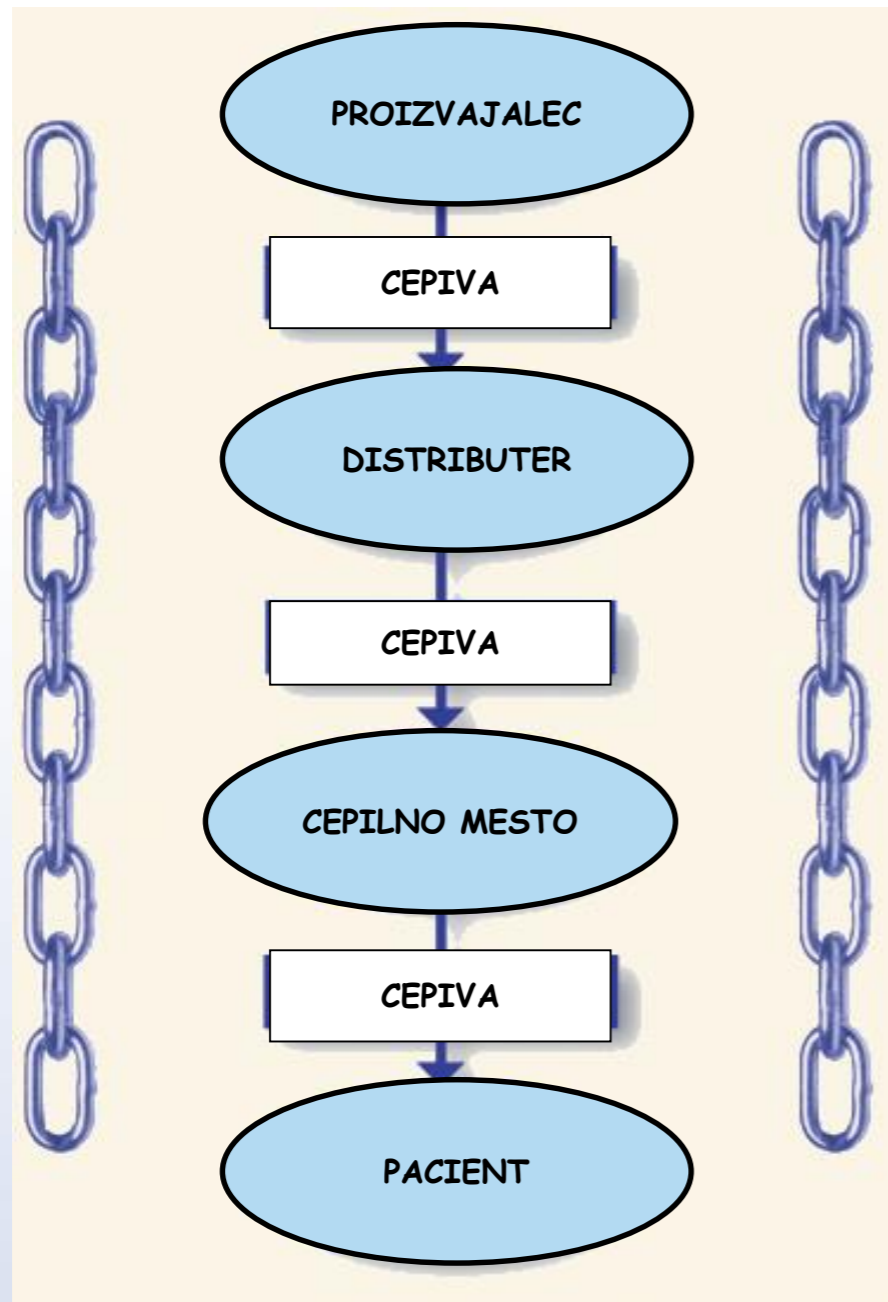 PROIZVAJALEC
CEPIVA
DISTRIBUTER
CEPIVA
CEPILNO MESTO
CEPIVA
PACIENT